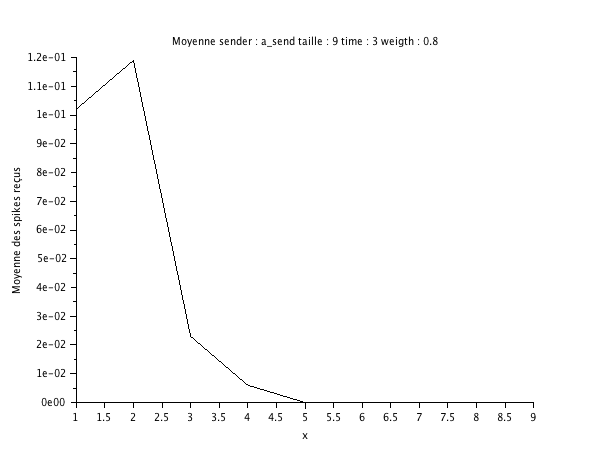 Moyenne sender : a_send taille : 9 time : 3 weigth : 0.8
1.2e-01
1.1e-01
1e-01
9e-02
8e-02
7e-02
6e-02
5e-02
4e-02
3e-02
2e-02
1e-02
0e00
Moyenne des spikes reçus
1 1.5 2 2.5 3 3.5 4 4.5 5 5.5 6 6.5 7 7.5 8 8.5 9
x